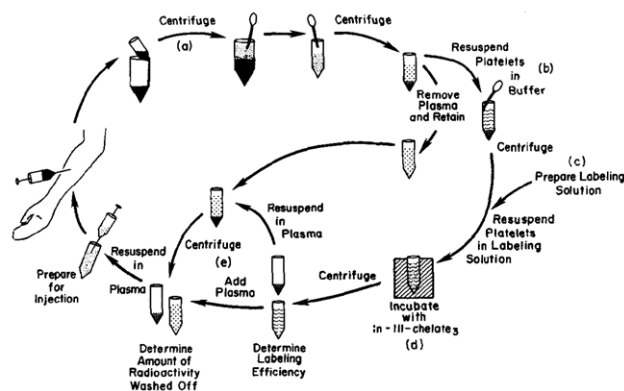 Centrifuge
(a)
Centrifuge
Resuspend
Platelets
in
Buffer
(b)
Remove
Plasma
and Retain
Centrifuge
(c)
Prepare Labeling
Solution
Resuspend
Platelets
in Labeling
Solution
Incubate
with
In-III-chelate3
(d)
Centrifuge
Resuspend
in
Plasma
Centrifuge
(e)
Add
Plasma
Determine
Labeling
Efficiency
Determine
Amount of
Radioactivity
Washed Off
Resuspend
in
Plasma
Prepare
for
Injection